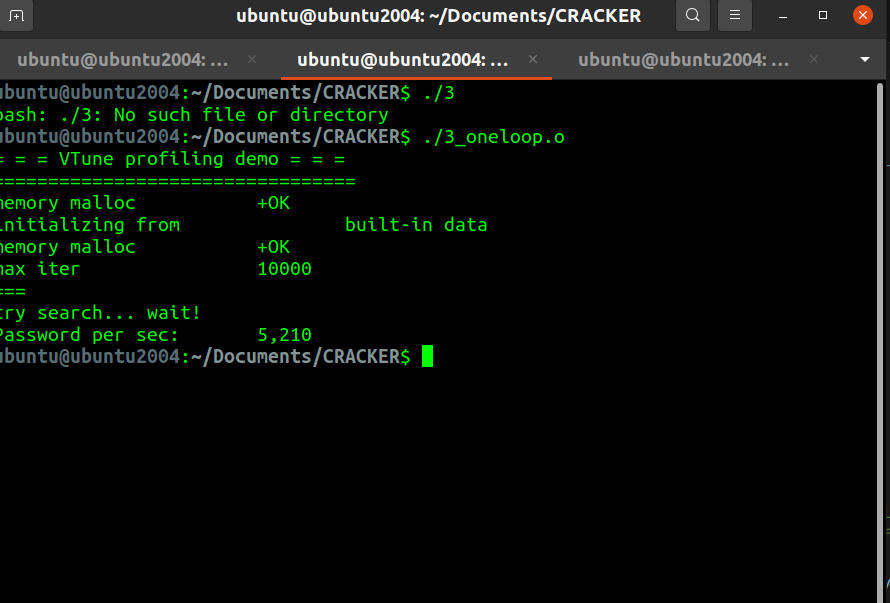 ubuntu@ubuntu2004: ~/Documents/CRACKER
ubuntu@ubuntu2004: ... × ubuntu@ubuntu2004: ... × ubuntu@ubuntu2004: ... ×
ubuntu@ubuntu2004:~/Documents/CRACKER$ ./3
bash: ./3: No such file or directory
ubuntu@ubuntu2004:~/Documents/CRACKER$ ./3_oneloop.o
= = = VTune profiling demo = = =
=================================
memory malloc +OK
initializing from built-in data
memory malloc +OK
max iter 10000
===
try search... wait!
Password per sec: 5,210
ubuntu@ubuntu2004:~/Documents/CRACKER$